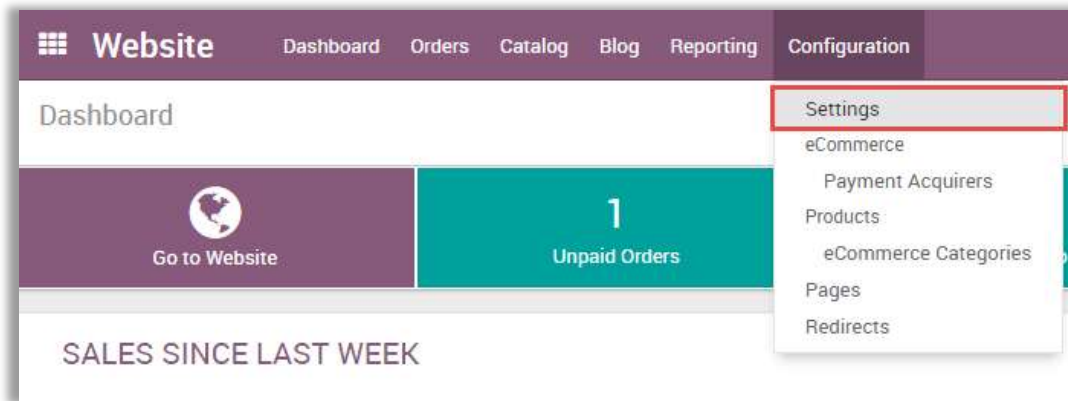 Website Dashboard Orders Catalog Blog Reporting Configuration
Dashboard
Settings
eCommerce
Payment Acquirers
Products
eCommerce Categories
Pages
Redirects
Go to Website
1
Unpaid Orders
SALES SINCE LAST WEEK